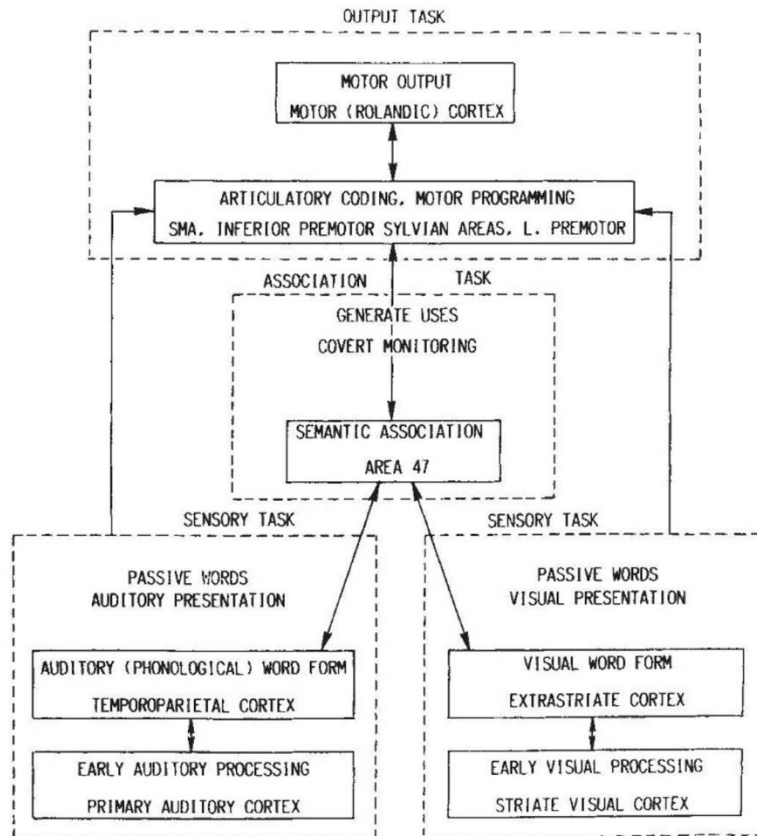 OUTPUT TASK
MOTOR OUTPUT
MOTOR (ROLANDIC) CORTEX
ARTICULATORY CODING, MOTOR PROGRAMMING
SMA, INFERIOR PREMOTOR SYLVIAN AREAS, L. PREMOTOR
ASSOCIATION TASK
GENERATE USES
COVERT MONITORING
SEMANTIC ASSOCIATION
AREA 47
SENSORY TASK
PASSIVE WORDS
AUDITORY PRESENTATION
AUDITORY (PHONOLOGICAL) WORD FORM
TEMPOROPARIETAL CORTEX
EARLY AUDITORY PROCESSING
PRIMARY AUDITORY CORTEX
SENSORY TASK
PASSIVE WORDS
VISUAL PRESENTATION
VISUAL WORD FORM
EXTRASTRIATE CORTEX
EARLY VISUAL PROCESSING
STRIATE VISUAL CORTEX